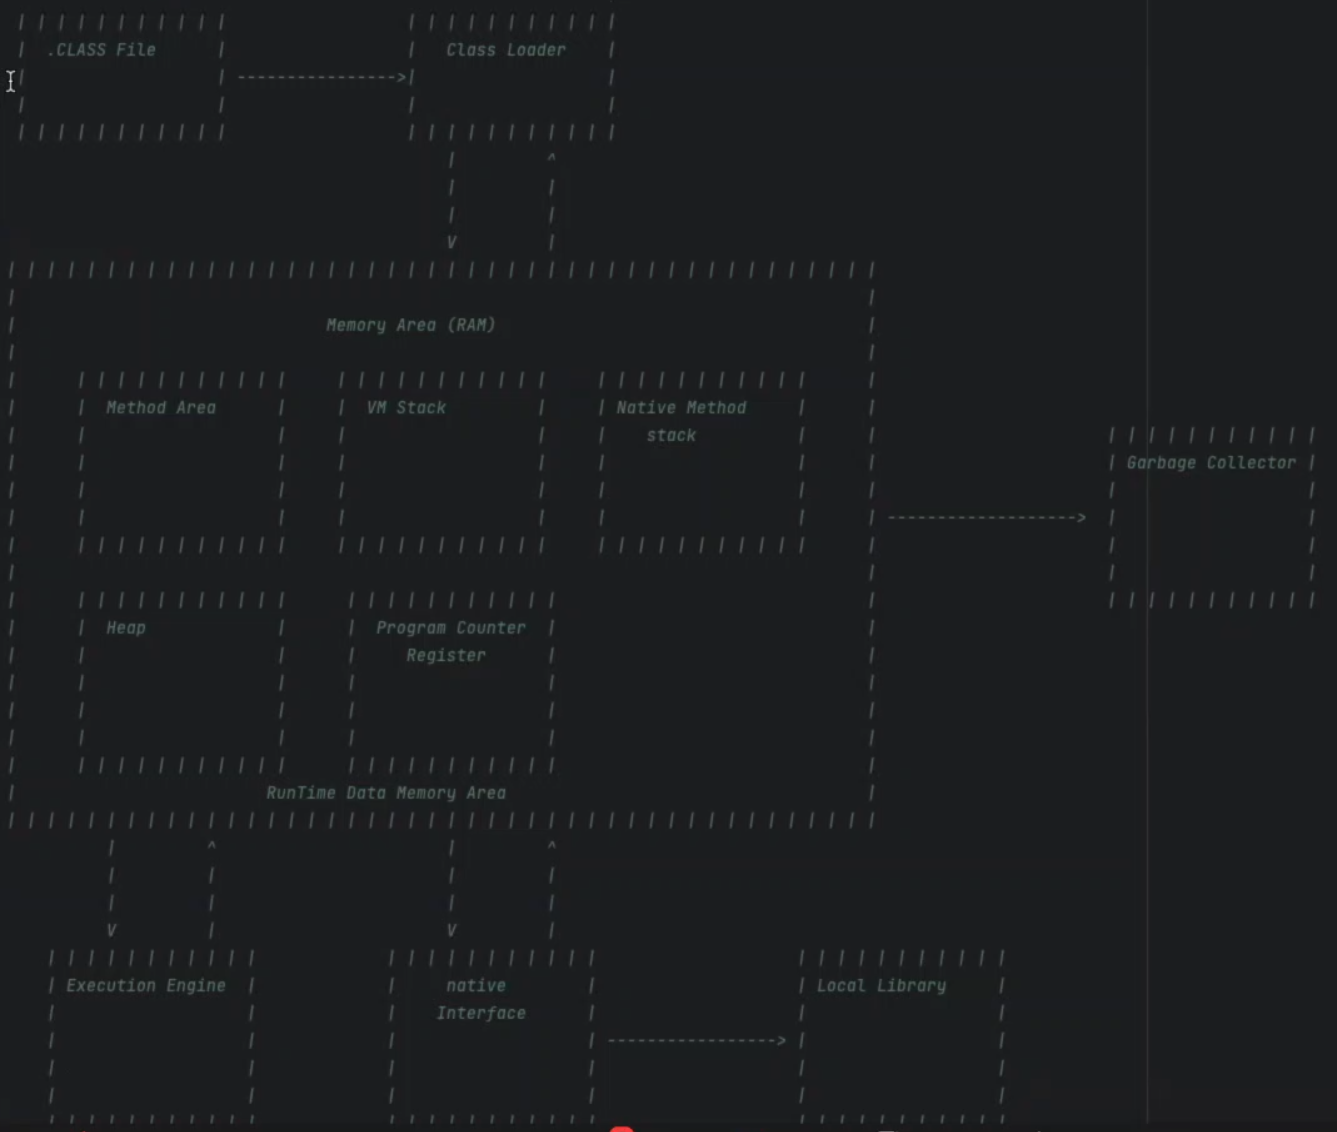 .CLASS File
Class Loader
Memory Area (RAM)
Method Area
VM Stack
Native Method
stack
Garbage Collector
Heap
Program Counter
Register
RunTime Data Memory Area
Execution Engine
native
Interface
Local Library